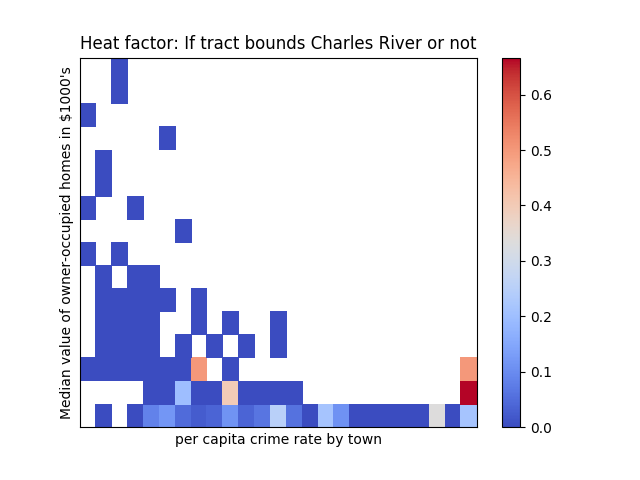 Heat factor: If tract bounds Charles River or not
Median value of owner-occupied homes in $1000's
per capita crime rate by town
0.6
0.5
0.4
0.3
0.2
0.1
0.0